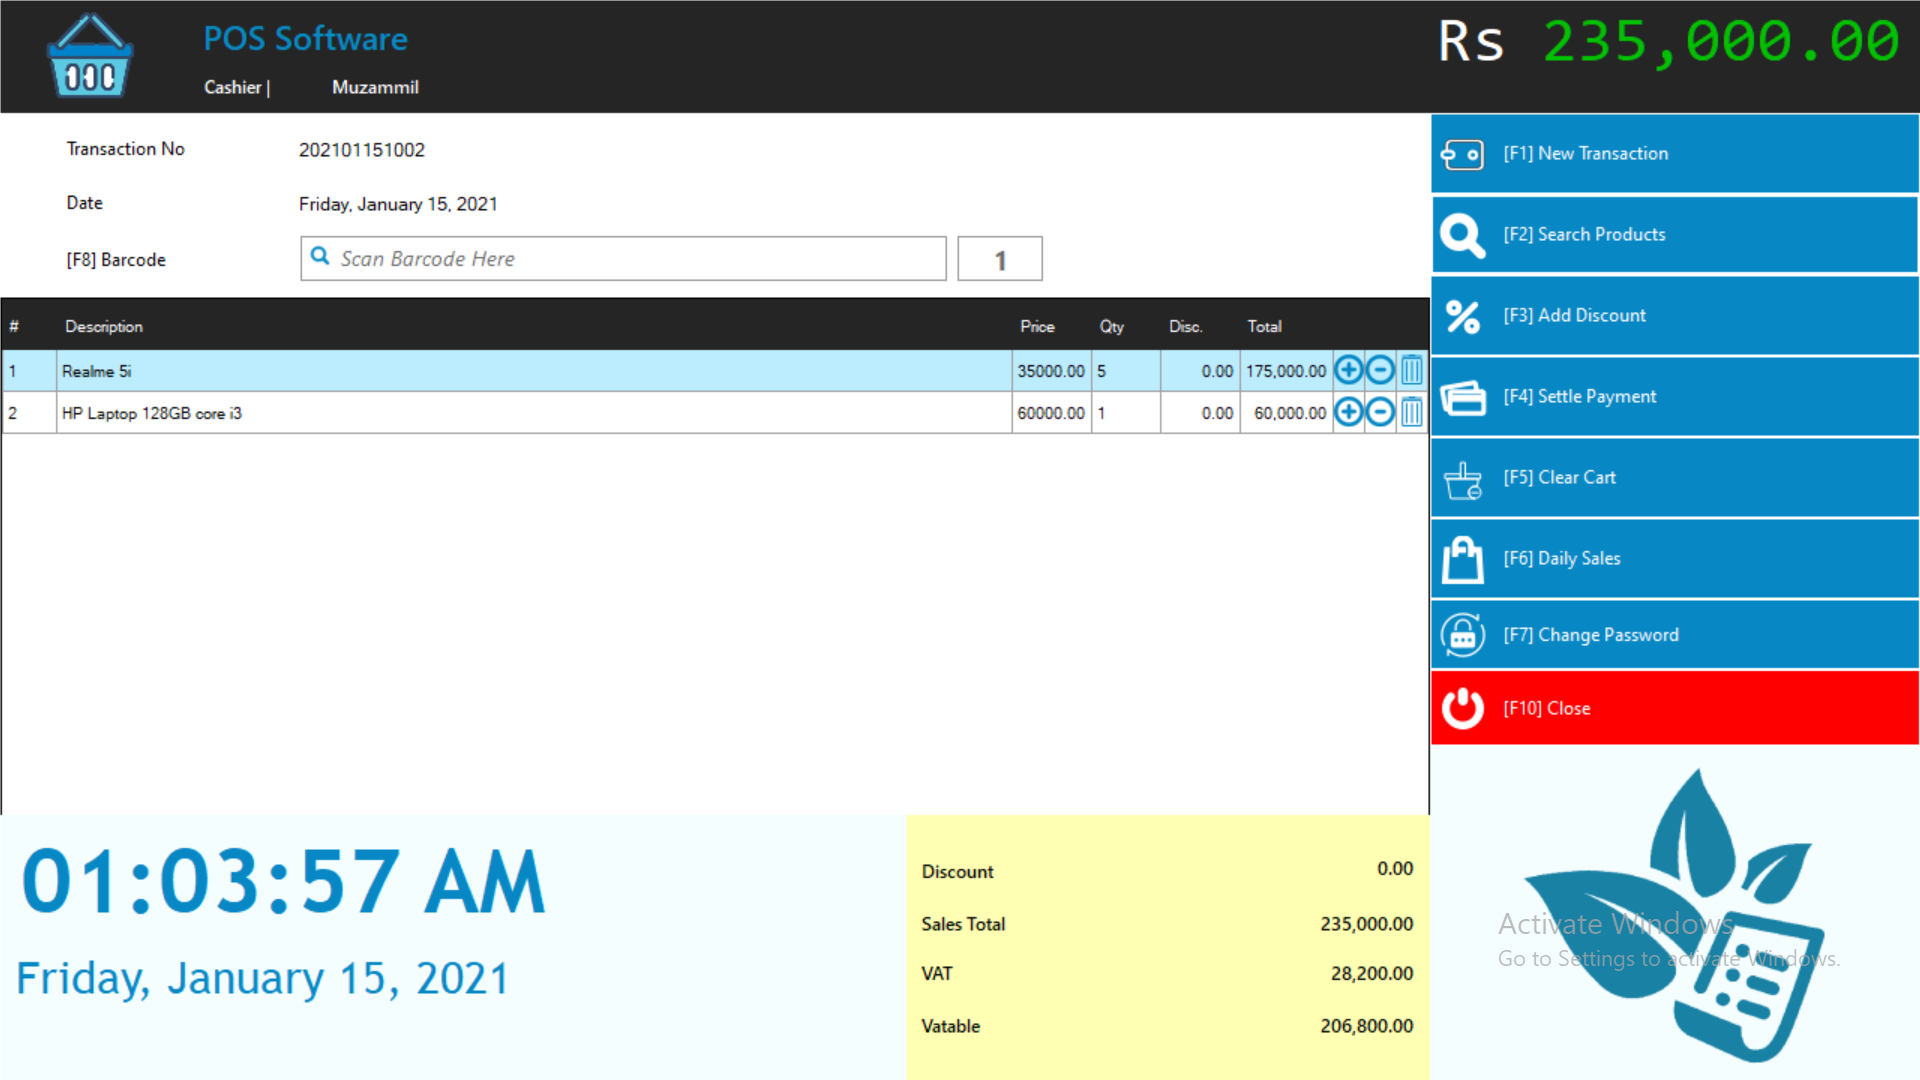 POS Software
Rs 235,000.00
Cashier | Muzammil
Transaction No 202101151002
Date Friday, January 15, 2021
[F8] Barcode Scan Barcode Here 1
# Description Price Qty Disc. Total
1 Realme 5i 35000.00 5 0.00 175,000.00
2 HP Laptop 128GB core i3 60000.00 1 0.00 60,000.00
[F1] New Transaction
[F2] Search Products
[F3] Add Discount
[F4] Settle Payment
[F5] Clear Cart
[F6] Daily Sales
[F7] Change Password
[F10] Close
01:03:57 AM
Friday, January 15, 2021
Discount 0.00
Sales Total 235,000.00
VAT 28,200.00
Vatable 206,800.00
Activate Windows
Go to Settings to activate Windows.